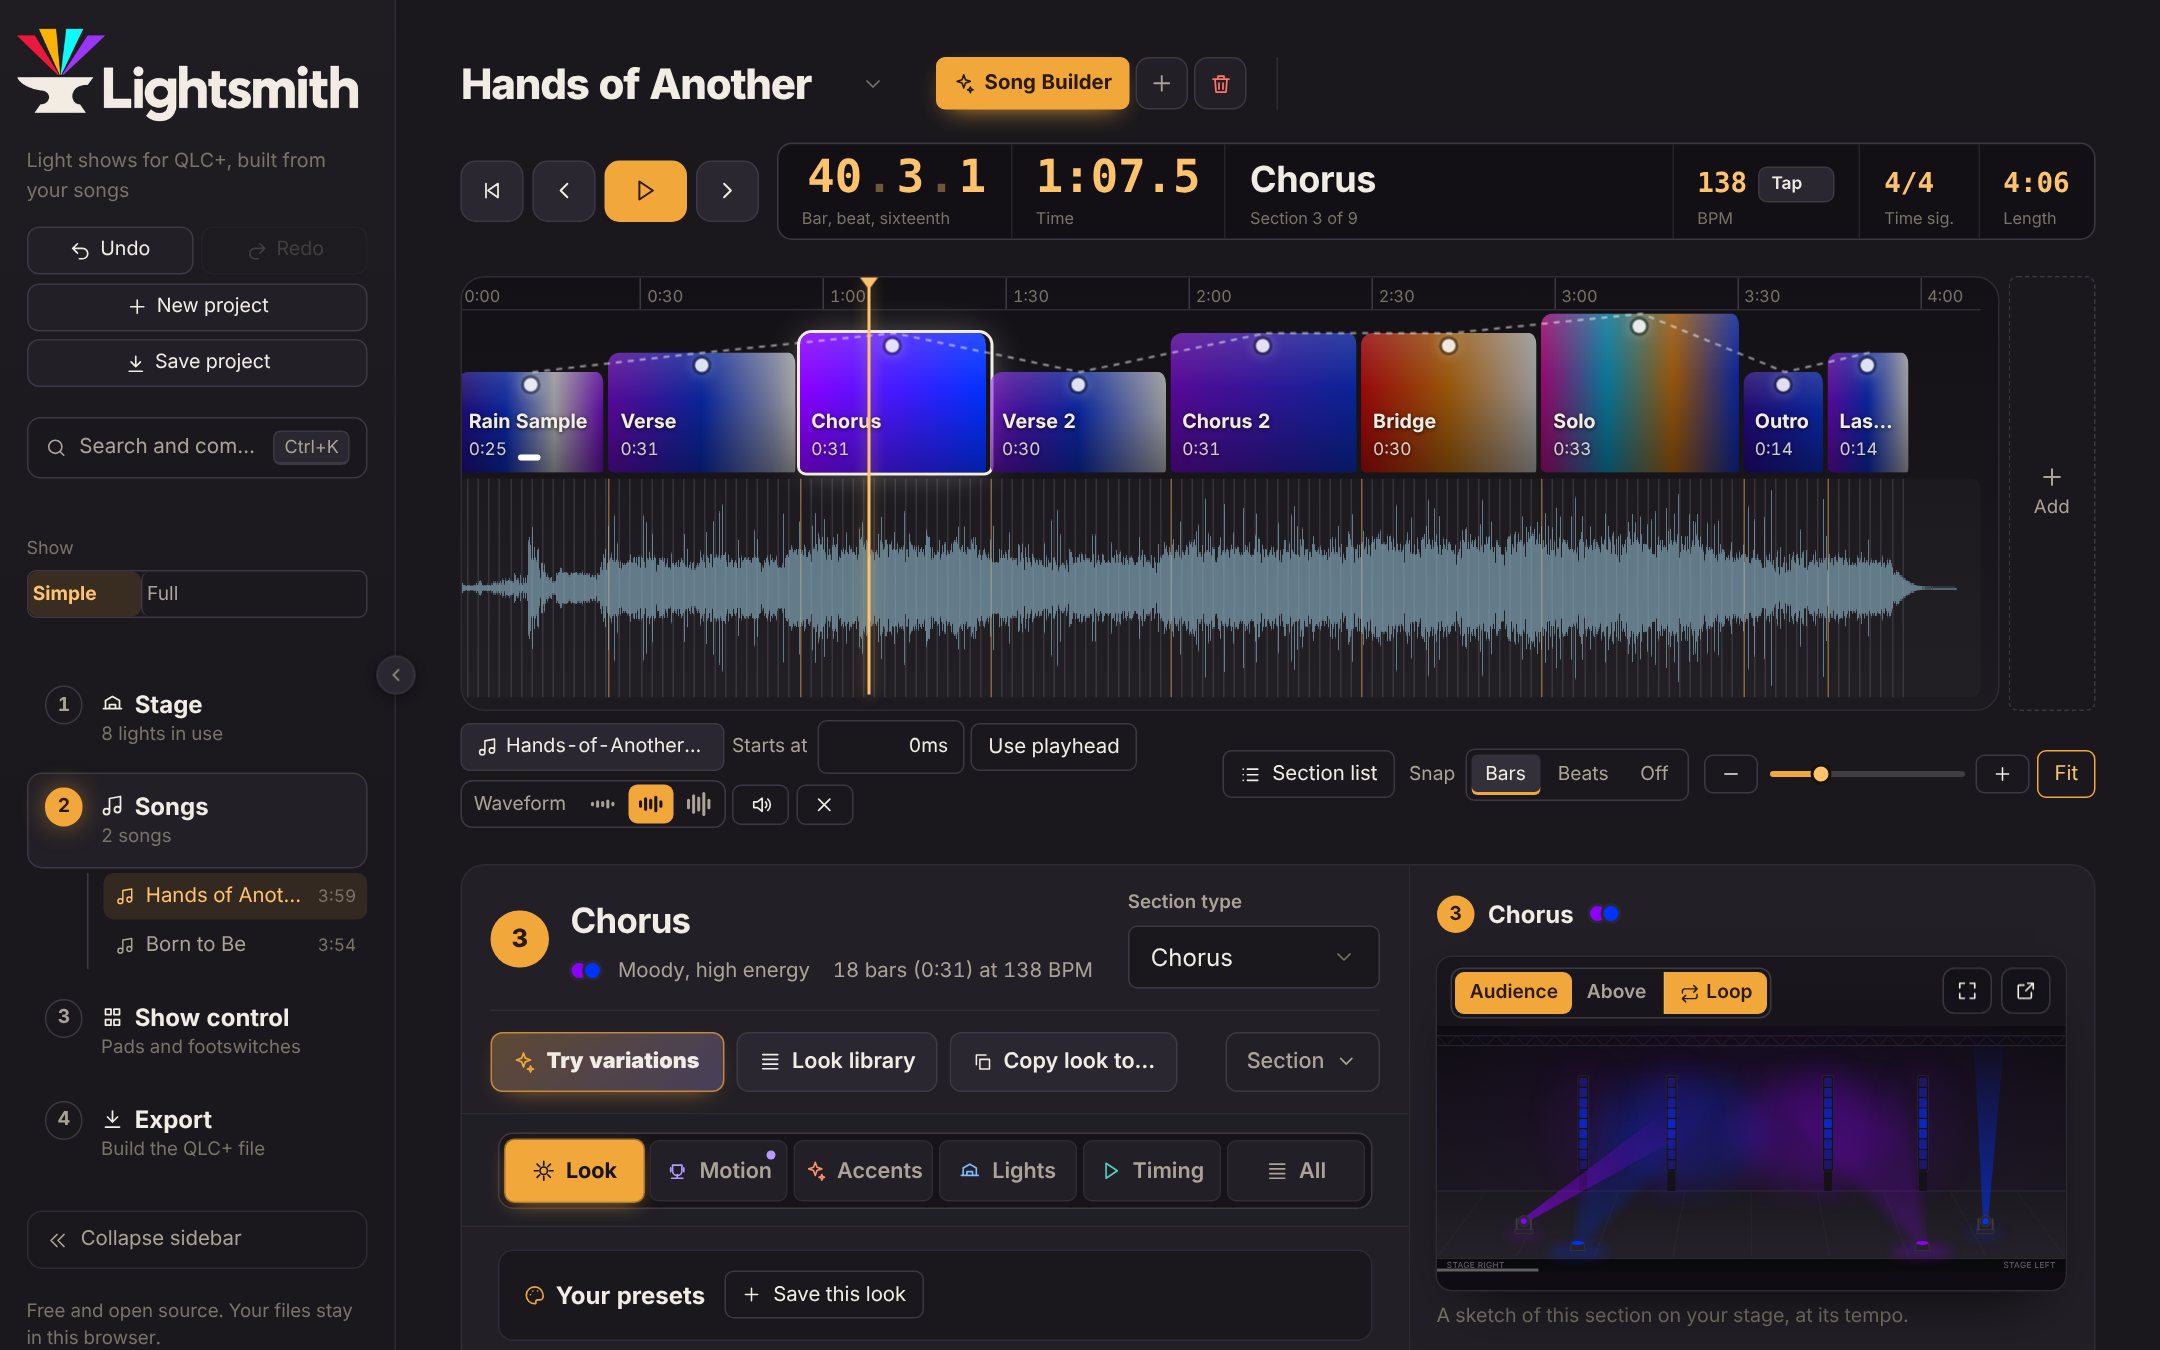 Lightsmith
Light shows for QLC+, built from
your songs
Undo
Redo
New project
Save project
Search and com...
Ctrl+K
Show
Simple
Full
1
Stage
8 lights in use
2
Songs
2 songs
Hands of Anot...
3:59
Born to Be
3:54
3
Show control
Pads and footswitches
4
Export
Build the QLC+ file
Collapse sidebar
Free and open source. Your files stay
in this browser.
Hands of Another
Song Builder
40.3.1
Bar, beat, sixteenth
1:07.5
Time
Chorus
Section 3 of 9
138
Tap
BPM
4/4
Time sig.
4:06
Length
0:00
0:30
1:00
1:30
2:00
2:30
3:00
3:30
4:00
Rain Sample
0:25
Verse
0:31
Chorus
0:31
Verse 2
0:30
Chorus 2
0:31
Bridge
0:30
Solo
0:33
Outro
0:14
Las...
0:14
Add
Hands-of-Another...
Starts at
0ms
Use playhead
Waveform
Section list
Snap
Bars
Beats
Off
Fit
3
Chorus
Moody, high energy
18 bars (0:31) at 138 BPM
Section type
Chorus
Try variations
Look library
Copy look to...
Section
Look
Motion
Accents
Lights
Timing
All
Your presets
Save this look
3
Chorus
Audience
Above
Loop
STAGE RIGHT
STAGE LEFT
A sketch of this section on your stage, at its tempo.